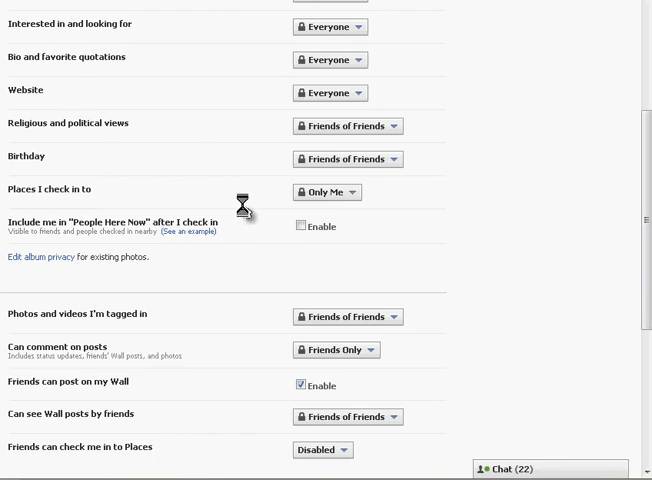 Interested in and looking for Everyone
Bio and favorite quotations Everyone
Website Everyone
Religious and political views Friends of Friends
Birthday Friends of Friends
Places I check in to Only Me
Include me in "People Here Now" after I check in Enable
Visible to friends and people checked in nearby (See an example)
Edit album privacy for existing photos.
Photos and videos I'm tagged in Friends of Friends
Can comment on posts Friends Only
Includes status updates, friends' Wall posts, and photos
Friends can post on my Wall Enable
Can see Wall posts by friends Friends of Friends
Friends can check me in to Places Disabled
Chat (22)